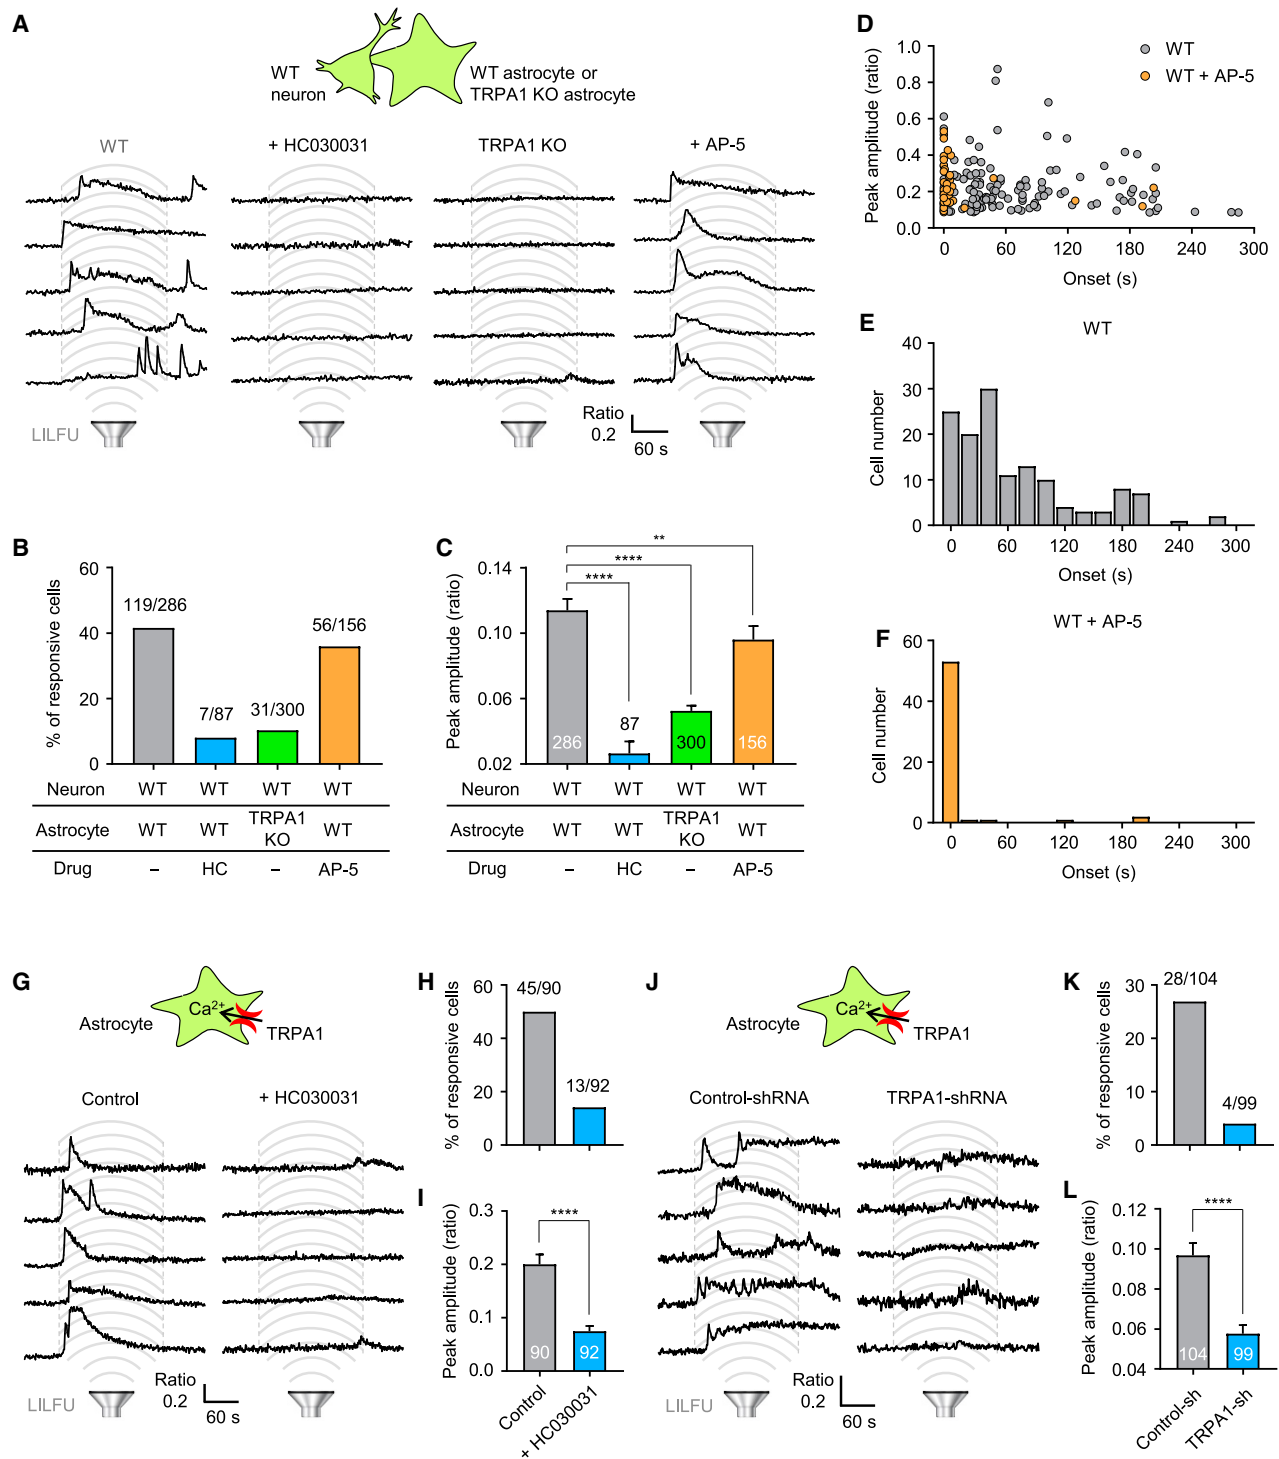 A
WT
neuron
WT astrocyte or
TRPA1 KO astrocyte
WT
+ HC030031
TRPA1 KO
+ AP-5
LILFU
Ratio
0.2
60 s
B
% of responsive cells
60
40
20
0
119/286
7/87
31/300
56/156
Neuron WT WT WT WT
Astrocyte WT WT TRPA1 KO WT
Drug – HC – AP-5
C
Peak amplitude (ratio)
0.14
0.10
0.06
0.02
**
****
****
286
87
300
156
Neuron WT WT WT WT
Astrocyte WT WT TRPA1 KO WT
Drug – HC – AP-5
D
Peak amplitude (ratio)
1.0
0.8
0.6
0.4
0.2
0.0
WT
WT + AP-5
0 60 120 180 240 300
Onset (s)
E
WT
Cell number
40
30
20
10
0
0 60 120 180 240 300
Onset (s)
F
WT + AP-5
Cell number
60
40
20
0
0 60 120 180 240 300
Onset (s)
G
Astrocyte
Ca2+
TRPA1
Control
+ HC030031
LILFU
Ratio
0.2
60 s
H
% of responsive cells
60
40
20
0
45/90
13/92
I
Peak amplitude (ratio)
0.3
0.2
0.1
0.0
****
90
92
Control
+ HC030031
J
Astrocyte
Ca2+
TRPA1
Control-shRNA
TRPA1-shRNA
LILFU
Ratio
0.2
60 s
K
% of responsive cells
30
20
10
0
28/104
4/99
L
Peak amplitude (ratio)
0.12
0.10
0.08
0.06
0.04
****
104
99
Control-sh
TRPA1-sh